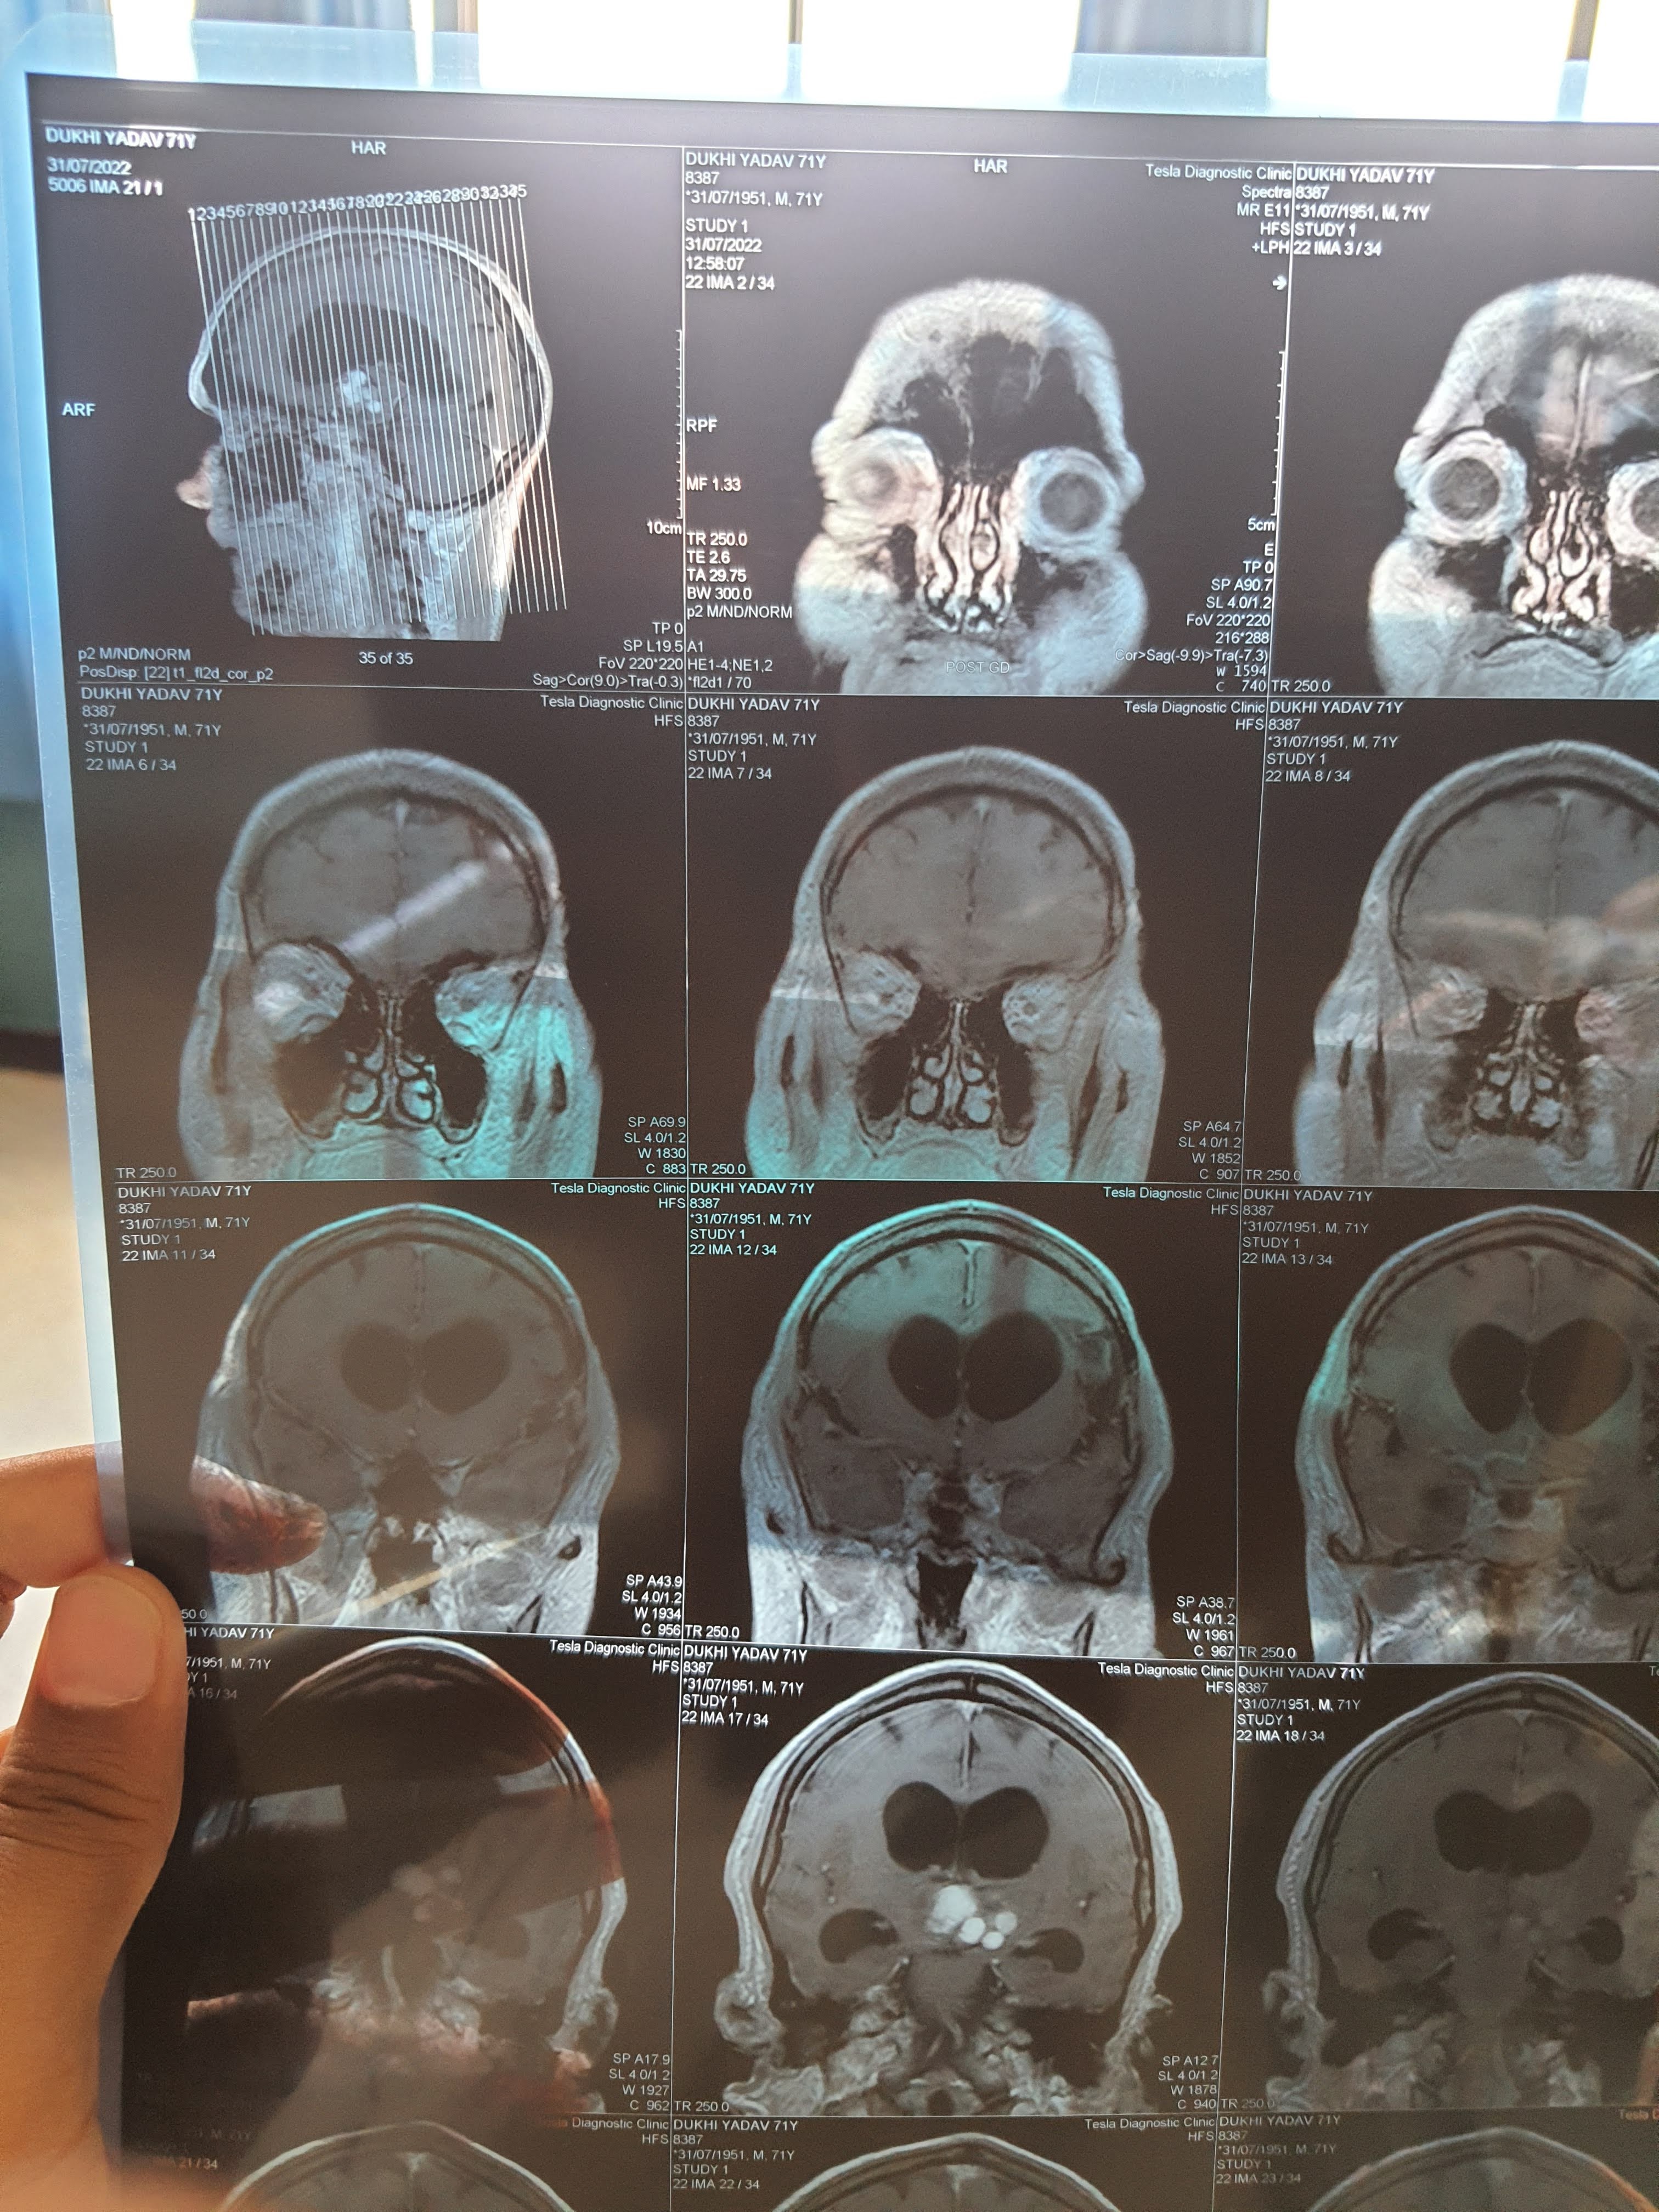 DUKHI YADAV 71Y
31/07/2022
5006 IMA 21 / 1
HAR
ARF
10cm
p2 M/ND/NORM
PosDisp: [22] t1_fl2d_cor_p2
35 of 35
TP 0
SP L19.5
FoV 220*220
Sag>Cor(9.0)>Tra(-0.3)
DUKHI YADAV 71Y
8387
*31/07/1951, M, 71Y
STUDY 1
31/07/2022
12:58:07
22 IMA 2 / 34
HAR
Tesla Diagnostic Clinic
Spectra
MR E11
HFS
+LPH
RPF
MF 1.33
TR 250.0
TE 2.6
TA 29.75
BW 300.0
p2 M/ND/NORM
A1
HE1-4;NE1,2
*fl2d1 / 70
POST GD
5cm
E
TP 0
SP A90.7
SL 4.0/1.2
FoV 220*220
216*288
Cor>Sag(-9.9)>Tra(-7.3)
W 1594
C 740
DUKHI YADAV 71Y
8387
*31/07/1951, M, 71Y
STUDY 1
22 IMA 3 / 34
TR 250.0
DUKHI YADAV 71Y
8387
*31/07/1951, M, 71Y
STUDY 1
22 IMA 6 / 34
Tesla Diagnostic Clinic
HFS
TR 250.0
SP A69.9
SL 4.0/1.2
W 1830
C 883
DUKHI YADAV 71Y
8387
*31/07/1951, M, 71Y
STUDY 1
22 IMA 7 / 34
Tesla Diagnostic Clinic
HFS
TR 250.0
SP A64.7
SL 4.0/1.2
W 1852
C 907
DUKHI YADAV 71Y
8387
*31/07/1951, M, 71Y
STUDY 1
22 IMA 8 / 34
TR 250.0
DUKHI YADAV 71Y
8387
*31/07/1951, M, 71Y
STUDY 1
22 IMA 11 / 34
Tesla Diagnostic Clinic
HFS
50.0
SP A43.9
SL 4.0/1.2
W 1934
C 956
DUKHI YADAV 71Y
8387
*31/07/1951, M, 71Y
STUDY 1
22 IMA 12 / 34
Tesla Diagnostic Clinic
HFS
TR 250.0
SP A38.7
SL 4.0/1.2
W 1961
C 967
DUKHI YADAV 71Y
8387
*31/07/1951, M, 71Y
STUDY 1
22 IMA 13 / 34
TR 250.0
HI YADAV 71Y
7/1951, M, 71Y
Y 1
A 16 / 34
Tesla Diagnostic Clinic
HFS
SP A17.9
SL 4.0/1.2
W 1927
C 962
DUKHI YADAV 71Y
8387
*31/07/1951, M, 71Y
STUDY 1
22 IMA 17 / 34
Tesla Diagnostic Clinic
HFS
TR 250.0
SP A12.7
SL 4.0/1.2
W 1878
C 940
DUKHI YADAV 71Y
8387
*31/07/1951, M, 71Y
STUDY 1
22 IMA 18 / 34
TR 250.0
Tesla
21 / 34
Diagnostic Clinic
HFS
DUKHI YADAV 71Y
8387
*31/07/1951, M, 71Y
STUDY 1
22 IMA 22 / 34
Tesla Diagnostic Clinic
HFS
DUKHI YADAV 71Y
8387
*31/07/1951, M, 71Y
STUDY 1
22 IMA 23 / 34